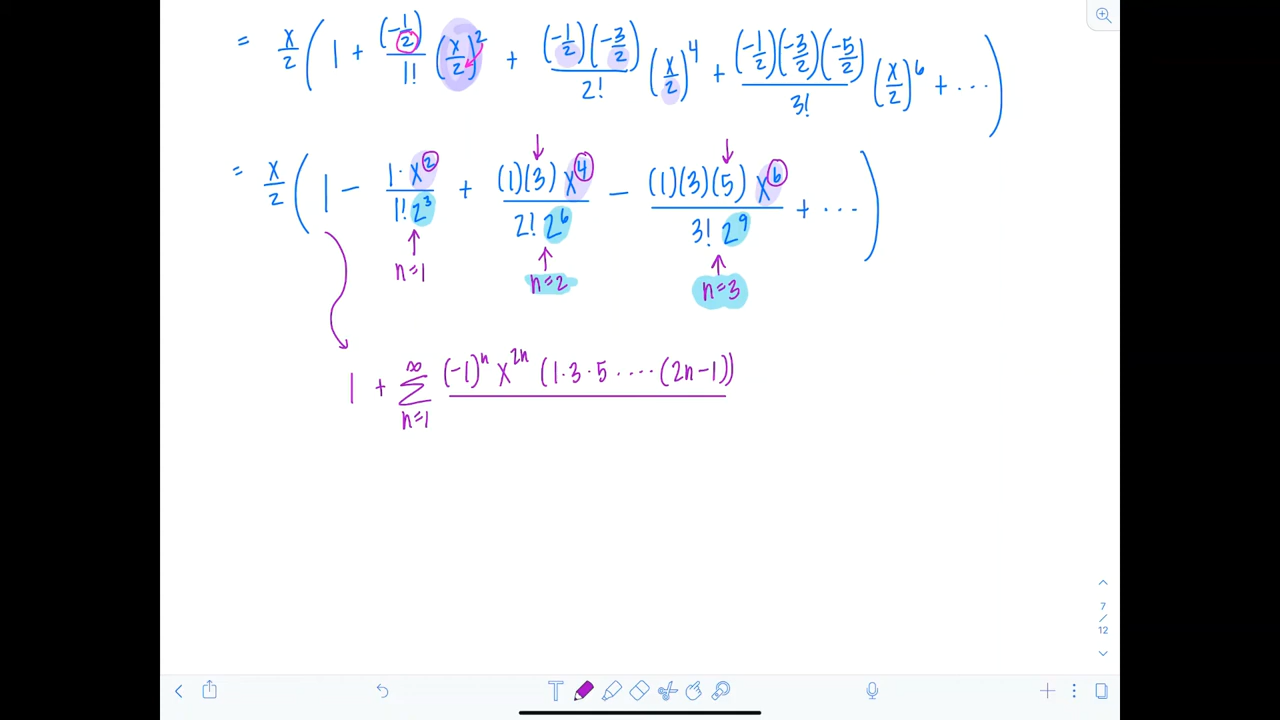 = x/2 ( 1 + (-1/2)/1! (x/2)^2 + (-1/2)(-3/2)/2! (x/2)^4 + (-1/2)(-3/2)(-5/2)/3! (x/2)^6 + ... )
= x/2 ( 1 - 1·x^2/1! 2^3 + (1)(3) x^4/2! 2^6 - (1)(3)(5) x^6/3! 2^9 + ... )
n=1 n=2 n=3
1 + ∑_{n=1}^{∞} (-1)^n x^{2n} (1·3·5·····(2n-1))
7
/
12
T